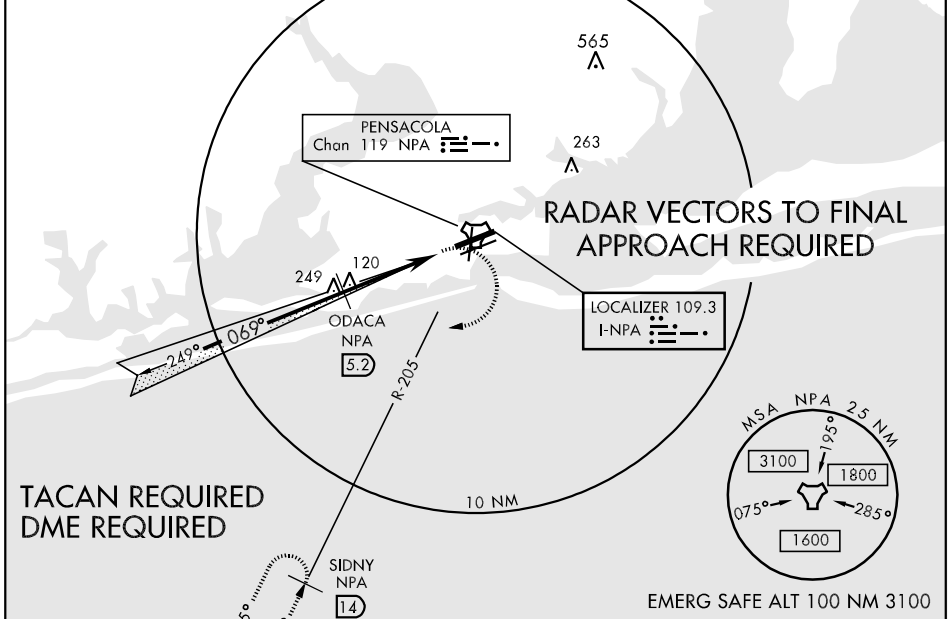 565
PENSACOLA
Chan 119 NPA
263
RADAR VECTORS TO FINAL
APPROACH REQUIRED
249
120
ODACA
NPA
5.2
LOCALIZER 109.3
I-NPA
249°
069°
R-205
MSA NPA 25 NM
195°
3100
1800
075°
285°
1600
10 NM
TACAN REQUIRED
DME REQUIRED
SIDNY
NPA
14
EMERG SAFE ALT 100 NM 3100